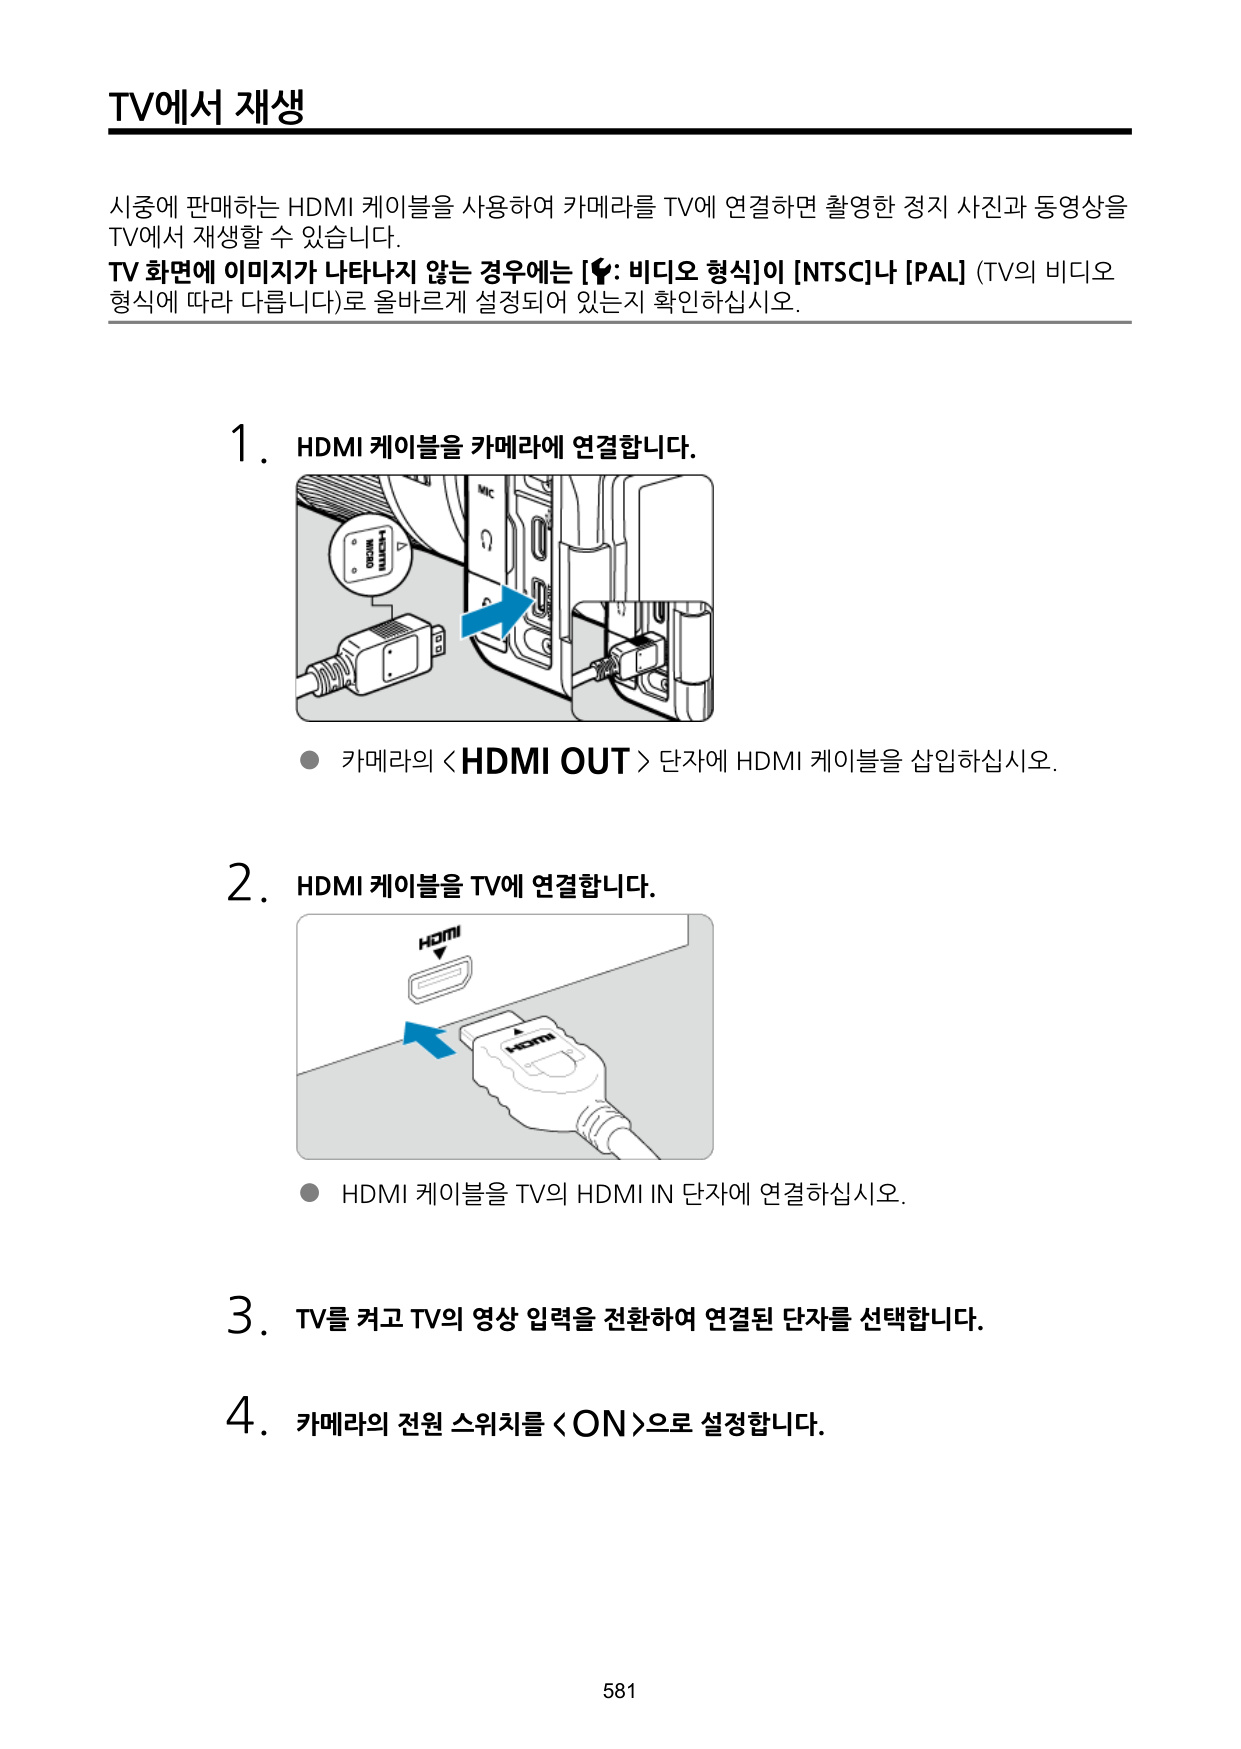 TV에서 재생
시중에 판매하는 HDMI 케이블을 사용하여 카메라를 TV에 연결하면 촬영한 정지 사진과 동영상을
TV에서 재생할 수 있습니다.
TV 화면에 이미지가 나타나지 않는 경우에는 [: 비디오 형식]이 [NTSC]나 [PAL] (TV의 비디오
형식에 따라 다릅니다)로 올바르게 설정되어 있는지 확인하십시오.
1. HDMI 케이블을 카메라에 연결합니다.
MIC
HDMI
MICRO
● 카메라의 <HDMI OUT> 단자에 HDMI 케이블을 삽입하십시오.
2. HDMI 케이블을 TV에 연결합니다.
HDMI
HDMI
● HDMI 케이블을 TV의 HDMI IN 단자에 연결하십시오.
3. TV를 켜고 TV의 영상 입력을 전환하여 연결된 단자를 선택합니다.
4. 카메라의 전원 스위치를 <ON>으로 설정합니다.
581